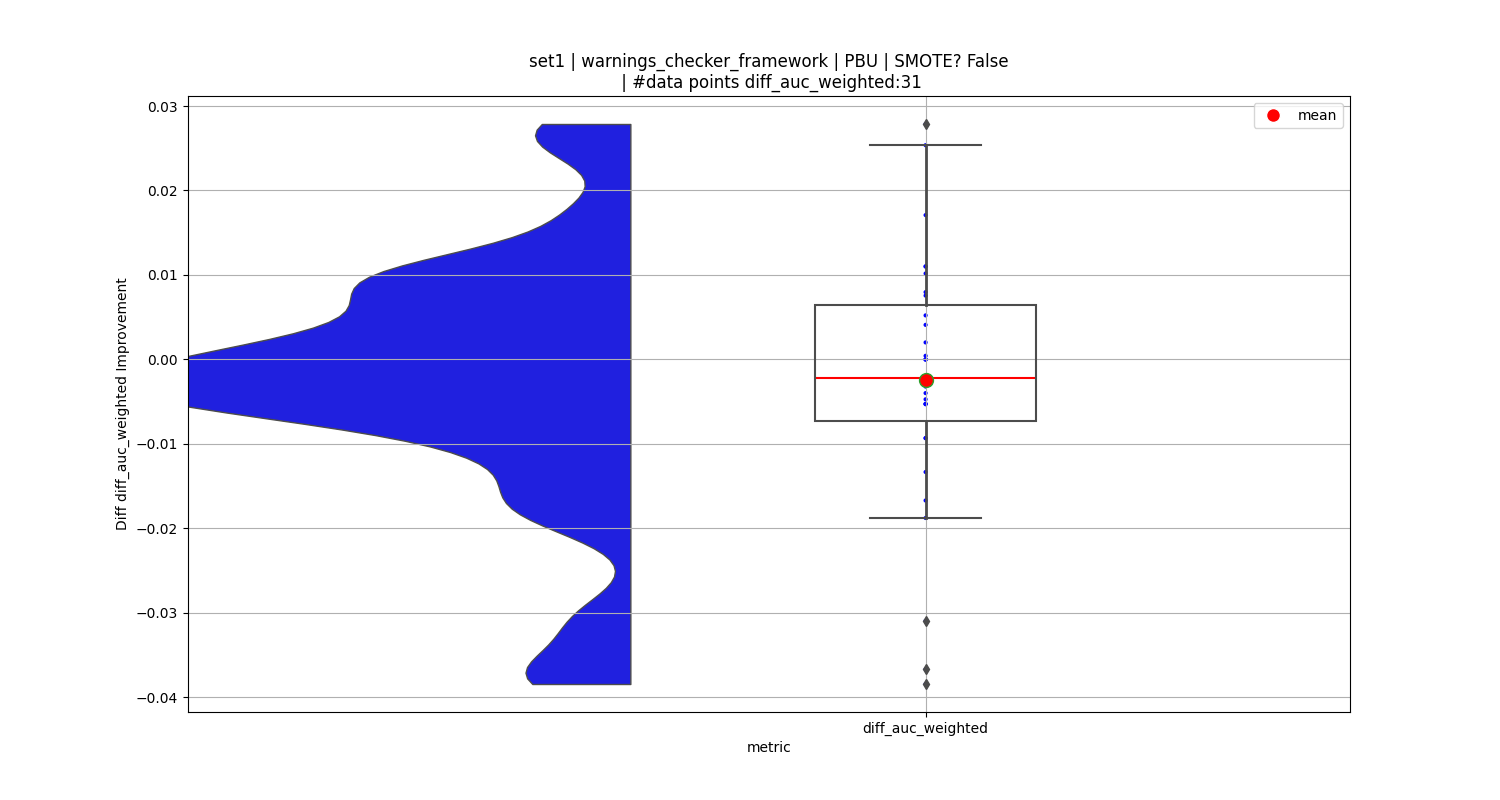 set1 | warnings_checker_framework | PBU | SMOTE? False
| #data points diff_auc_weighted:31
mean
0.03
0.02
0.01
0.00
−0.01
−0.02
−0.03
−0.04
Diff diff_auc_weighted Improvement
diff_auc_weighted
metric